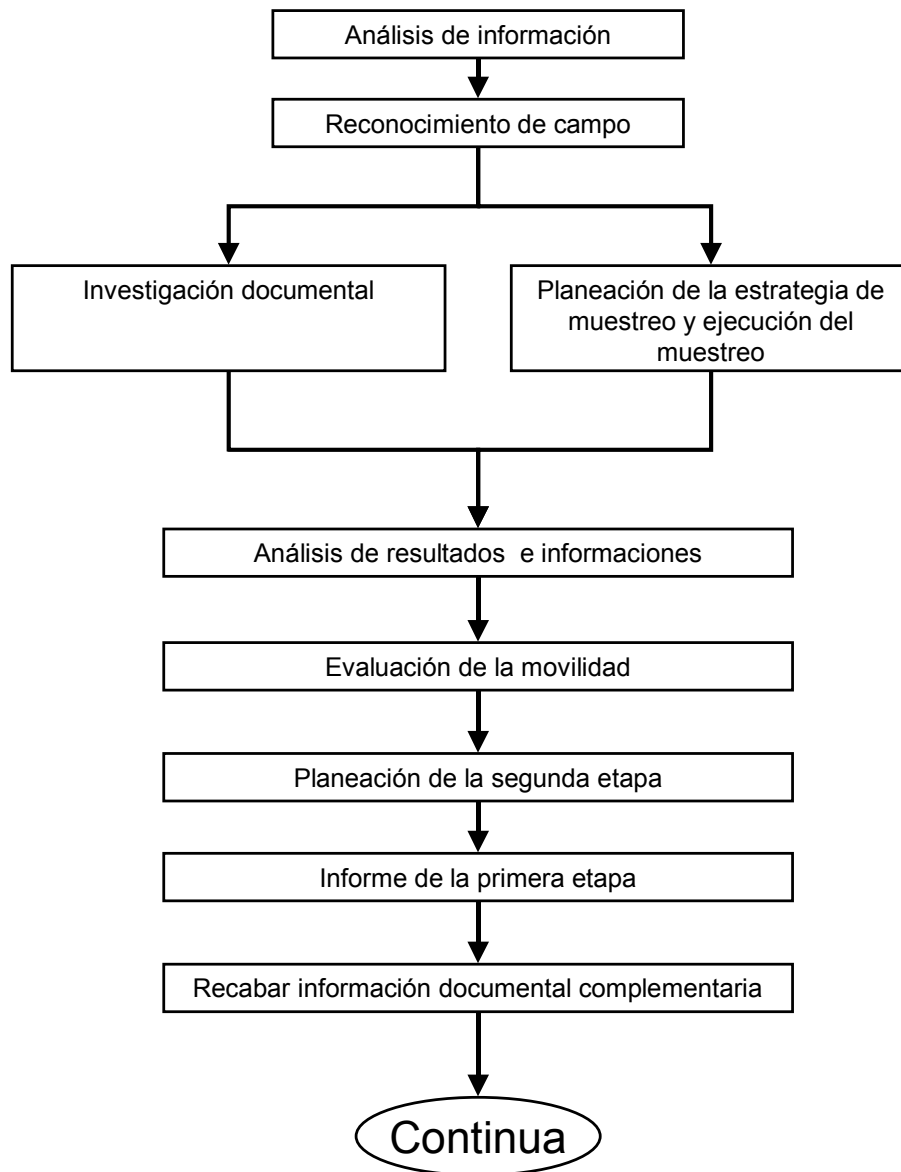 Análisis de información
Reconocimiento de campo
Investigación documental
Planeación de la estrategia de
muestreo y ejecución del
muestreo
Análisis de resultados e informaciones
Evaluación de la movilidad
Planeación de la segunda etapa
Informe de la primera etapa
Recabar información documental complementaria
Continua